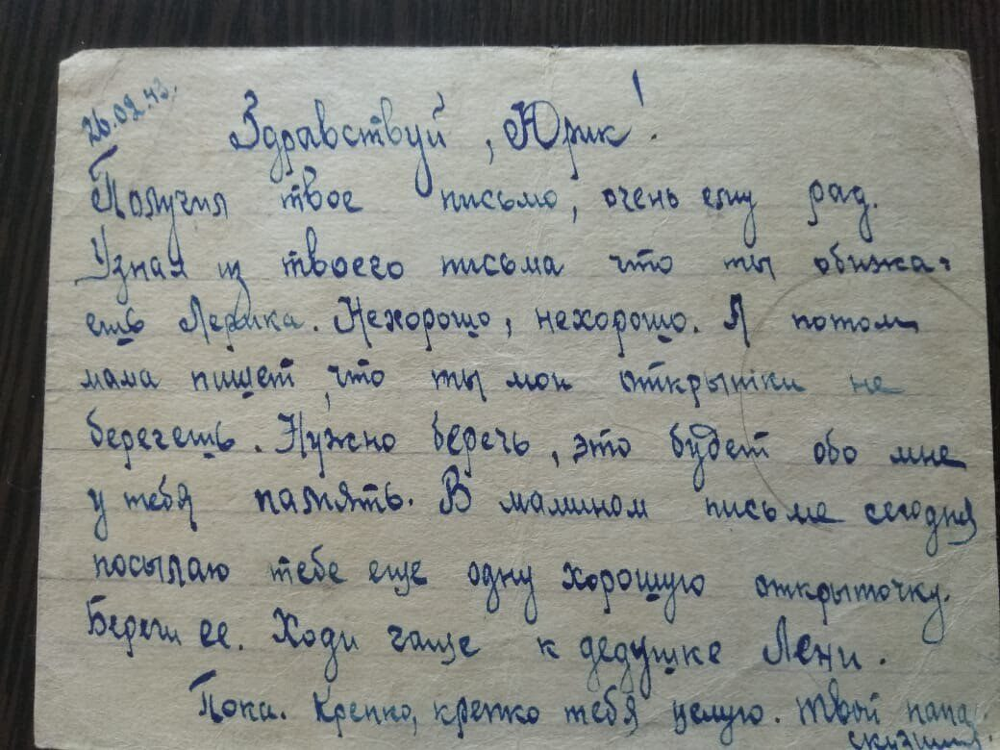 26.02.43.
Здравствуй, Юрик!
Получил твое письмо, очень ему рад.
Узнал из твоего письма что ты обижа-
ешь Лерика. Нехорошо, нехорошо. А потом
мама пишет, что ты мои открытки не
бережешь. Нужно беречь, это будет обо мне
у тебя память. В мамином письме сегодня
посылаю тебе еще одну хорошую открыточку.
Береги ее. Ходи чаще к дедушке Лени.
Пока. Крепко, крепко тебя целую. Твой папа.